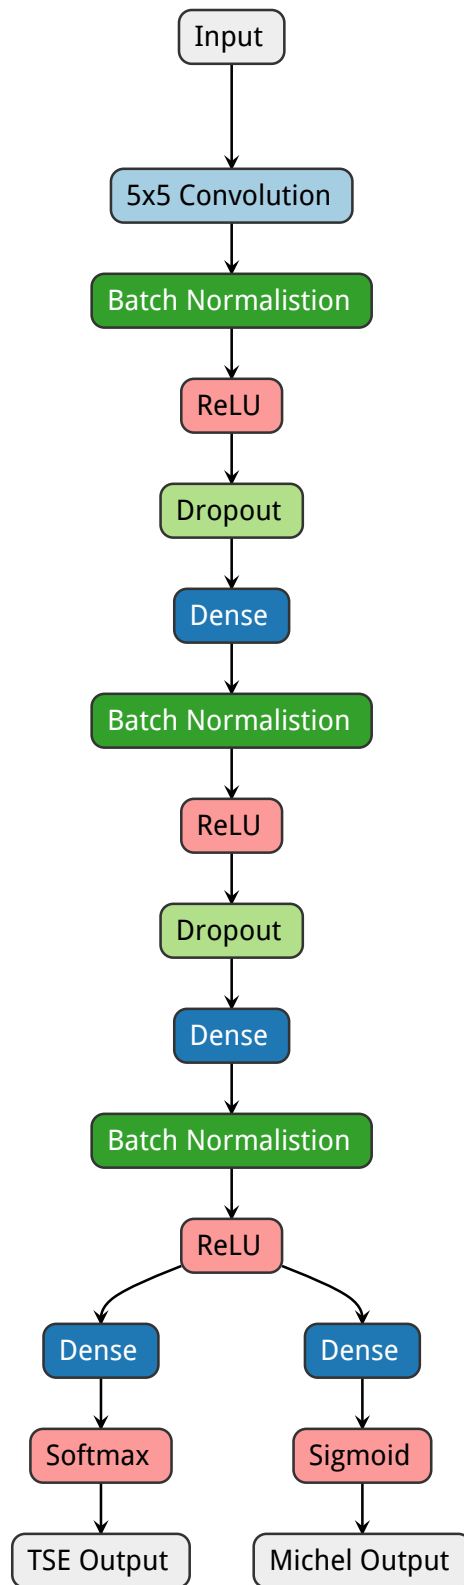 Input
5x5 Convolution
Batch Normalistion
ReLU
Dropout
Dense
Batch Normalistion
ReLU
Dropout
Dense
Batch Normalistion
ReLU
Dense
Dense
Softmax
Sigmoid
TSE Output
Michel Output